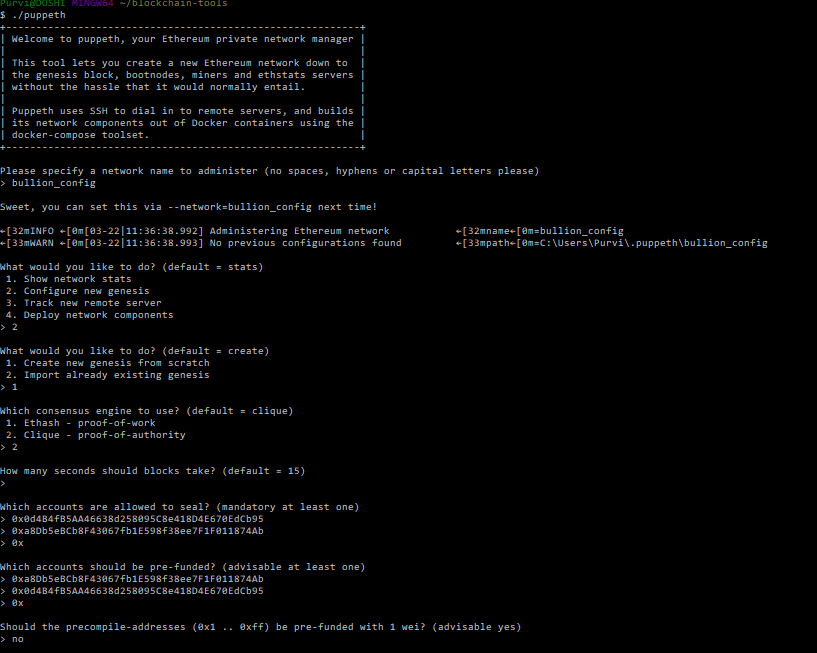 Purvi@DOSHI MINGW64 ~/blockchain-tools
$ ./puppeth
+-----------------------------------------------------------+
| Welcome to puppeth, your Ethereum private network manager |
|                                                           |
| This tool lets you create a new Ethereum network down to  |
| the genesis block, bootnodes, miners and ethstats servers |
| without the hassle that it would normally entail.         |
|                                                           |
| Puppeth uses SSH to dial in to remote servers, and builds |
| its network components out of Docker containers using the |
| docker-compose toolset.                                   |
+-----------------------------------------------------------+
Please specify a network name to administer (no spaces, hyphens or capital letters please)
> bullion_config
Sweet, you can set this via --network=bullion_config next time!
←[32mINFO ←[0m[03-22|11:36:38.992] Administering Ethereum network           ←[32mname←[0m=bullion_config
←[33mWARN ←[0m[03-22|11:36:38.993] No previous configurations found         ←[33mpath←[0m=C:\Users\Purvi\.puppeth\bullion_config
What would you like to do? (default = stats)
1. Show network stats
2. Configure new genesis
3. Track new remote server
4. Deploy network components
> 2
What would you like to do? (default = create)
1. Create new genesis from scratch
2. Import already existing genesis
> 1
Which consensus engine to use? (default = clique)
1. Ethash - proof-of-work
2. Clique - proof-of-authority
> 2
How many seconds should blocks take? (default = 15)
>
Which accounts are allowed to seal? (mandatory at least one)
> 0x0d4B4fB5AA46638d258095C8e418D4E670EdCb95
> 0xa8Db5eBCb8F43067fb1E598f38ee7F1F011874Ab
> 0x
Which accounts should be pre-funded? (advisable at least one)
> 0xa8Db5eBCb8F43067fb1E598f38ee7F1F011874Ab
> 0x0d4B4fB5AA46638d258095C8e418D4E670EdCb95
> 0x
Should the precompile-addresses (0x1 .. 0xff) be pre-funded with 1 wei? (advisable yes)
> no